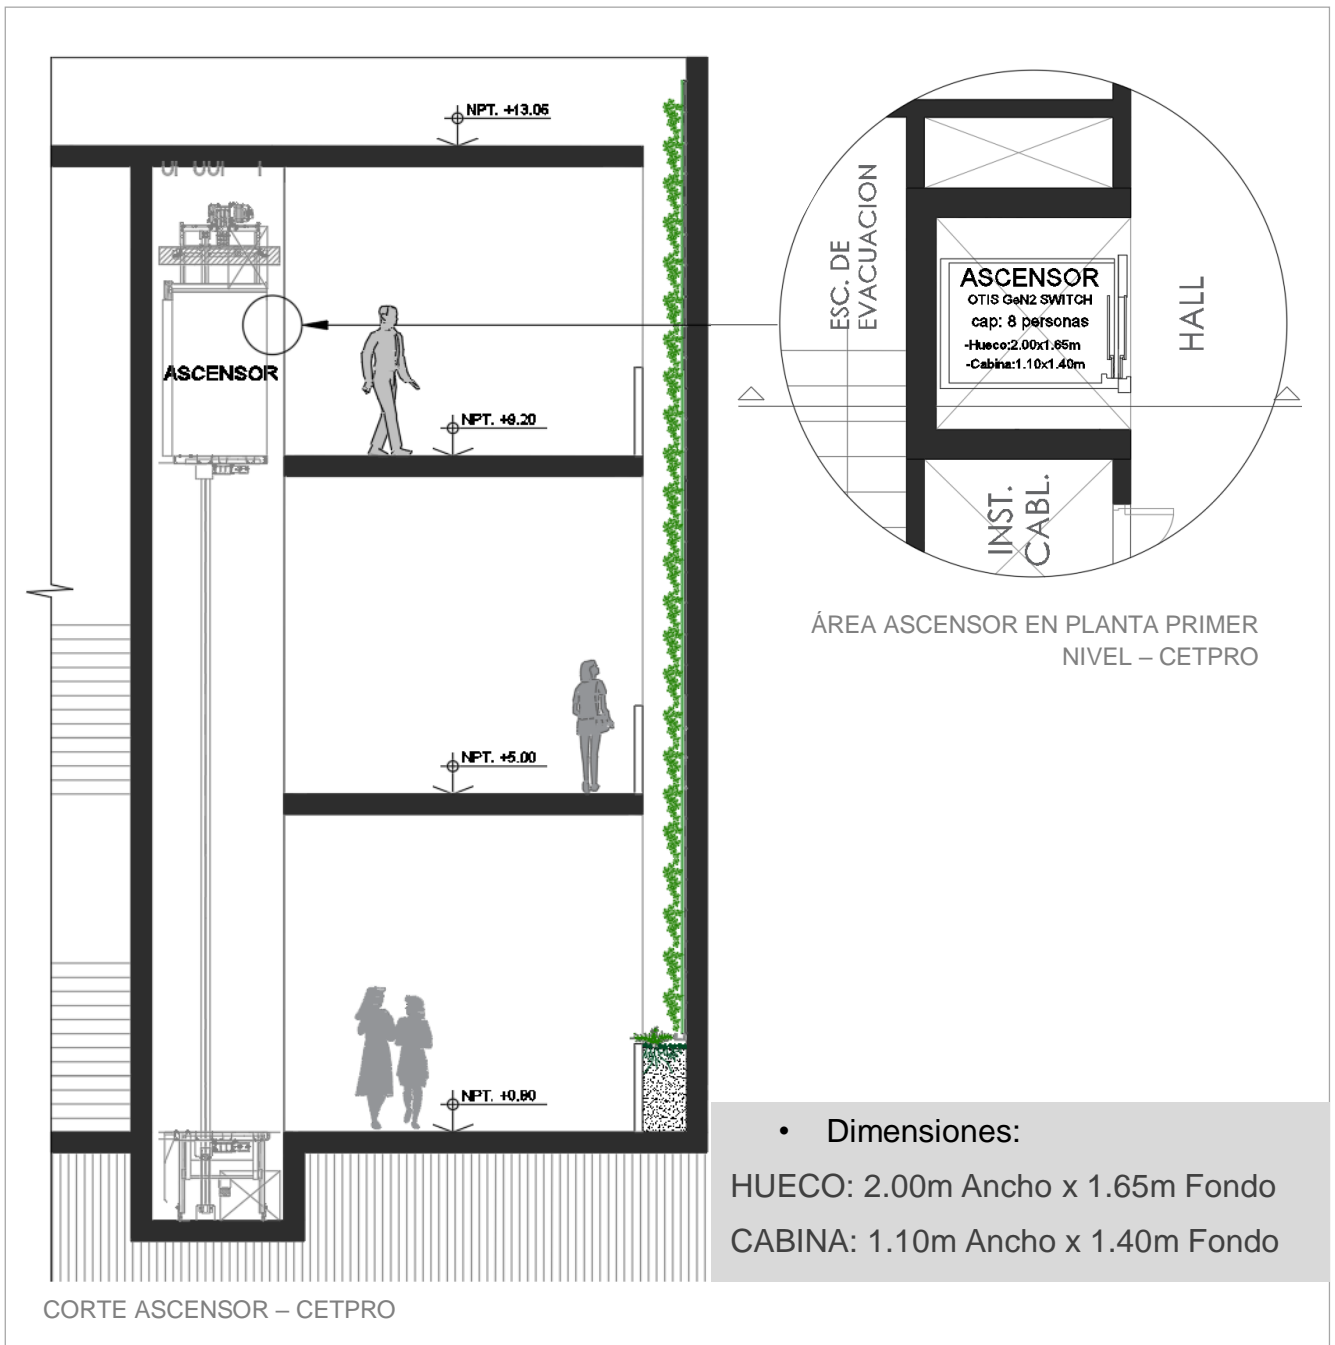 NPT. +13.05
ASCENSOR
NPT. +9.20
NPT. +5.00
NPT. +0.80
CORTE ASCENSOR – CETPRO
ESC. DE
EVACUACION
ASCENSOR
OTIS GeN2 SWITCH
cap: 8 personas
-Hueco:2.00x1.65m
-Cabina:1.10x1.40m
HALL
INST.
CABL.
ÁREA ASCENSOR EN PLANTA PRIMER
NIVEL – CETPRO
• Dimensiones:
HUECO: 2.00m Ancho x 1.65m Fondo
CABINA: 1.10m Ancho x 1.40m Fondo